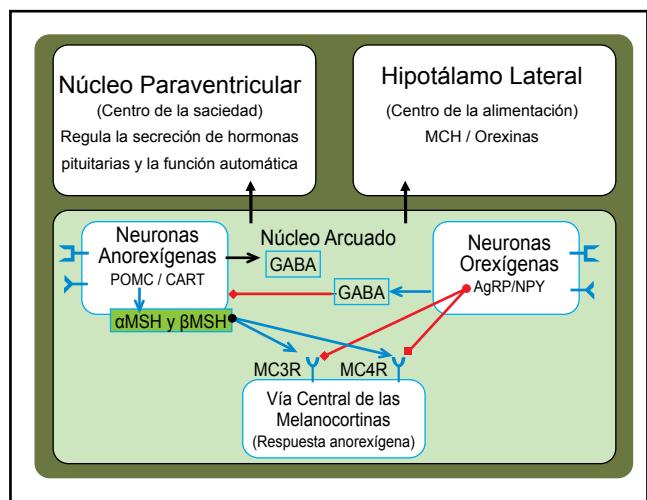 Núcleo Paraventricular
(Centro de la saciedad)
Regula la secreción de hormonas
pituitarias y la función automática
Hipotálamo Lateral
(Centro de la alimentación)
MCH / Orexinas
Neuronas
Anorexígenas
POMC / CART
Núcleo Arcuado
GABA
GABA
Neuronas
Orexígenas
AgRP/NPY
αMSH y βMSH
MC3R
MC4R
Vía Central de las
Melanocortinas
(Respuesta anorexígena)